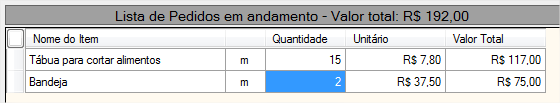 Lista de Pedidos em andamento - Valor total: R$ 192,00
Nome do Item Quantidade Unitário Valor Total
Tábua para cortar alimentos m 15 R$ 7,80 R$ 117,00
Bandeja m 2 R$ 37,50 R$ 75,00